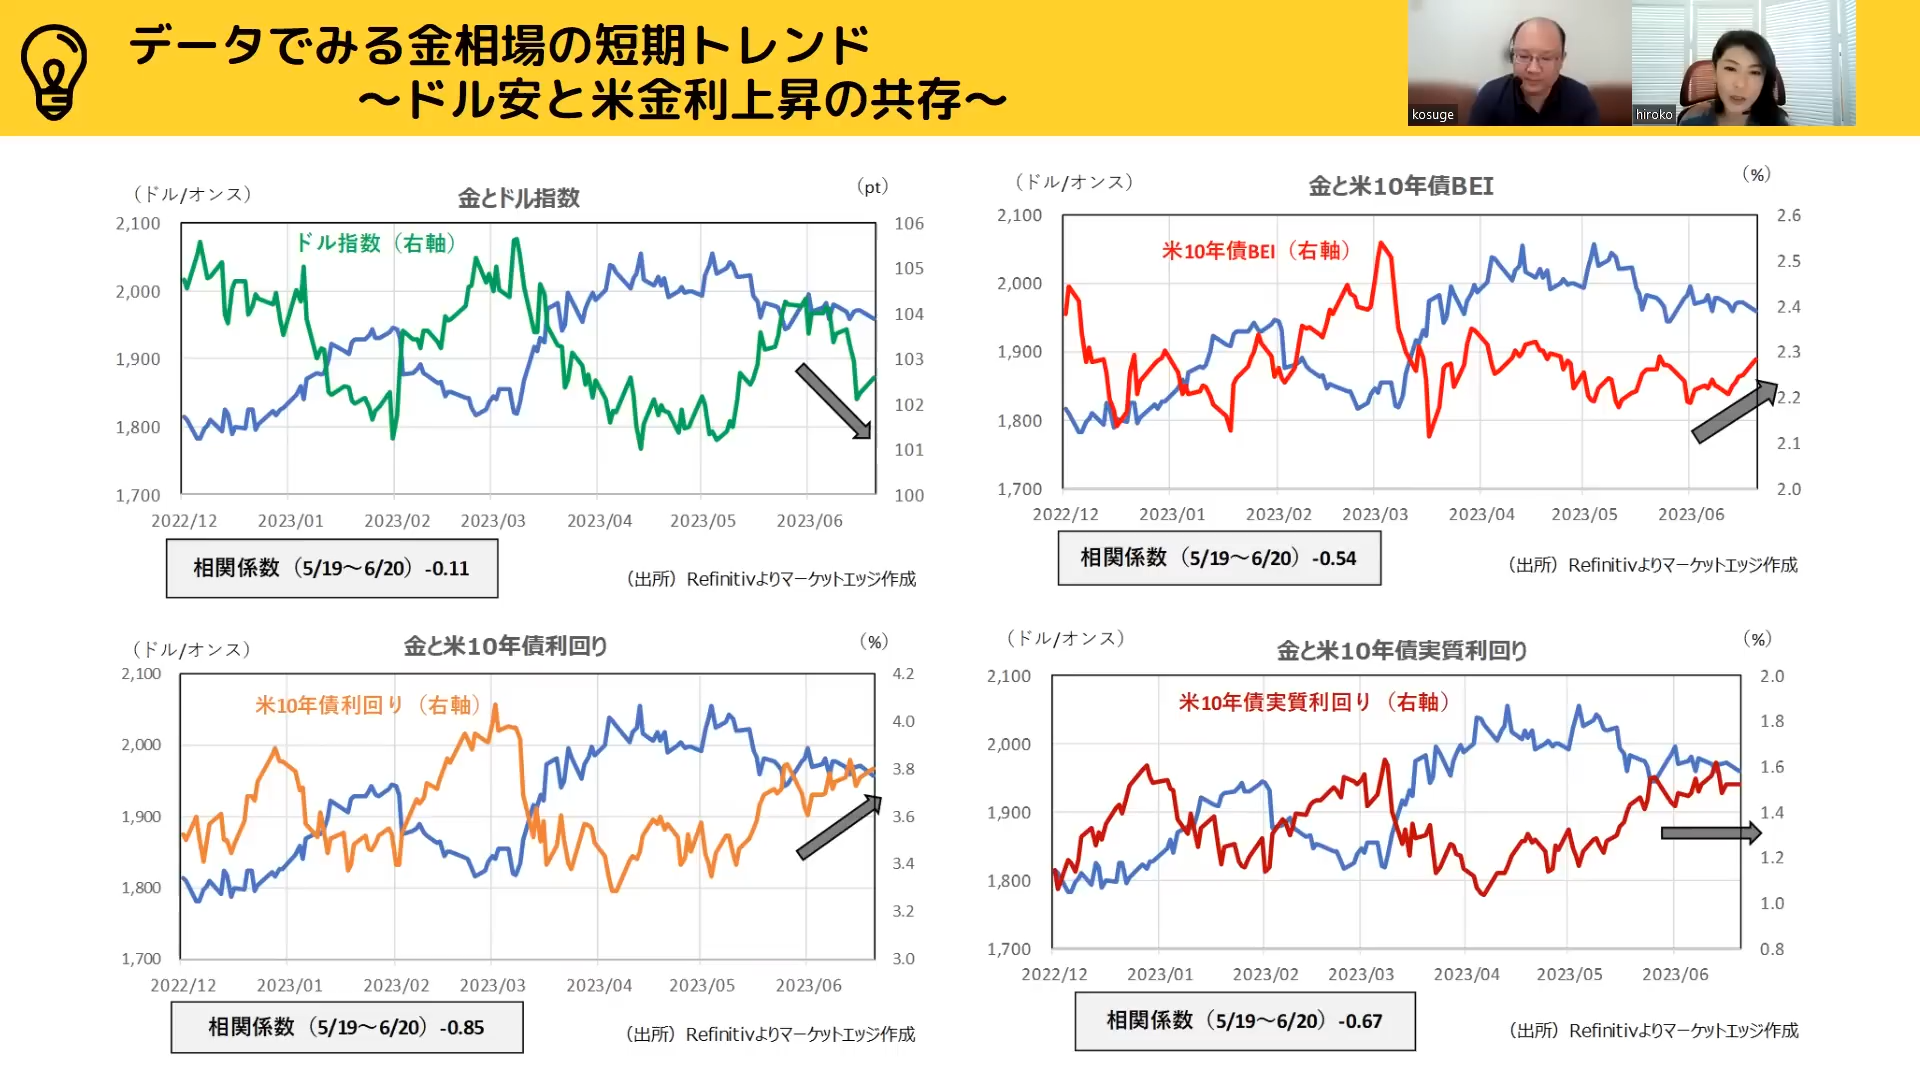 データでみる金相場の短期トレンド
～ドル安と米金利上昇の共存～
kosuge
hiroko
（ドル/オンス）
金とドル指数
（pt）
ドル指数（右軸）
2,100
2,000
1,900
1,800
1,700
106
105
104
103
102
101
100
2022/12 2023/01 2023/02 2023/03 2023/04 2023/05 2023/06
相関係数（5/19～6/20）-0.11
（出所）Refinitivよりマーケットエッジ作成
（ドル/オンス）
金と米10年債BEI
（%）
米10年債BEI（右軸）
2,100
2,000
1,900
1,800
1,700
2.6
2.5
2.4
2.3
2.2
2.1
2.0
2022/12 2023/01 2023/02 2023/03 2023/04 2023/05 2023/06
相関係数（5/19～6/20）-0.54
（出所）Refinitivよりマーケットエッジ作成
（ドル/オンス）
金と米10年債利回り
（%）
米10年債利回り（右軸）
2,100
2,000
1,900
1,800
1,700
4.2
4.0
3.8
3.6
3.4
3.2
3.0
2022/12 2023/01 2023/02 2023/03 2023/04 2023/05 2023/06
相関係数（5/19～6/20）-0.85
（出所）Refinitivよりマーケットエッジ作成
（ドル/オンス）
金と米10年債実質利回り
（%）
米10年債実質利回り（右軸）
2,100
2,000
1,900
1,800
1,700
2.0
1.8
1.6
1.4
1.2
1.0
0.8
2022/12 2023/01 2023/02 2023/03 2023/04 2023/05 2023/06
相関係数（5/19～6/20）-0.67
（出所）Refinitivよりマーケットエッジ作成